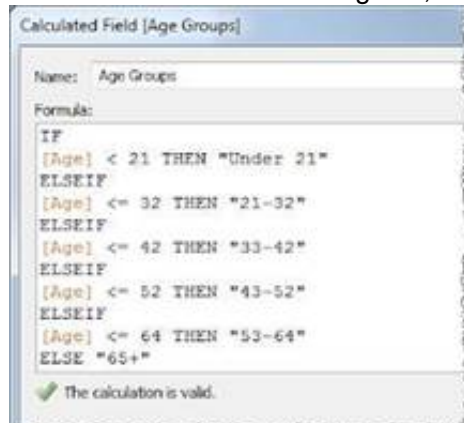 Calculated Field [Age Groups]
Name: Age Groups
Formula:
IF
[Age] < 21 THEN "Under 21"
ELSEIF
[Age] <= 32 THEN "21-32"
ELSEIF
[Age] <= 42 THEN "33-42"
ELSEIF
[Age] <= 52 THEN "43-52"
ELSEIF
[Age] <= 64 THEN "53-64"
ELSE "65+"
The calculation is valid.